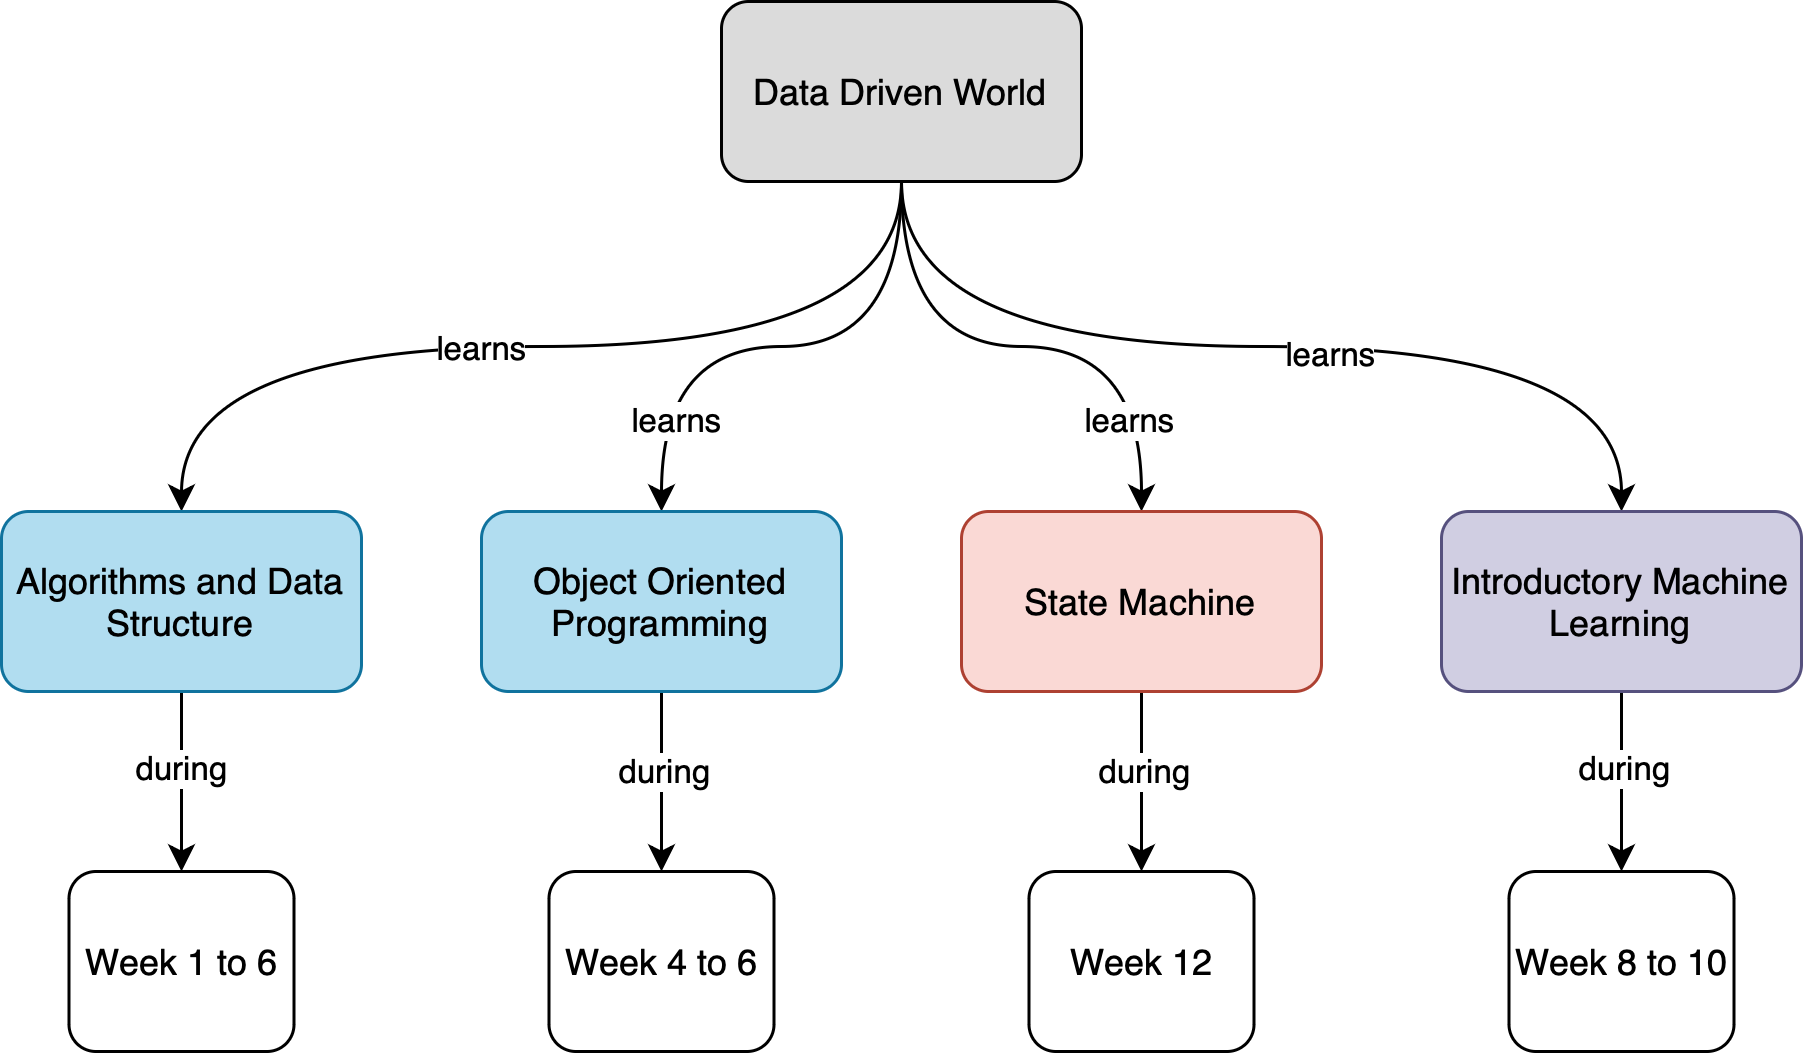 Data Driven World
learns
learns
learns
learns
Algorithms and Data
Structure
Object Oriented
Programming
State Machine
Introductory Machine
Learning
during
during
during
during
Week 1 to 6
Week 4 to 6
Week 12
Week 8 to 10